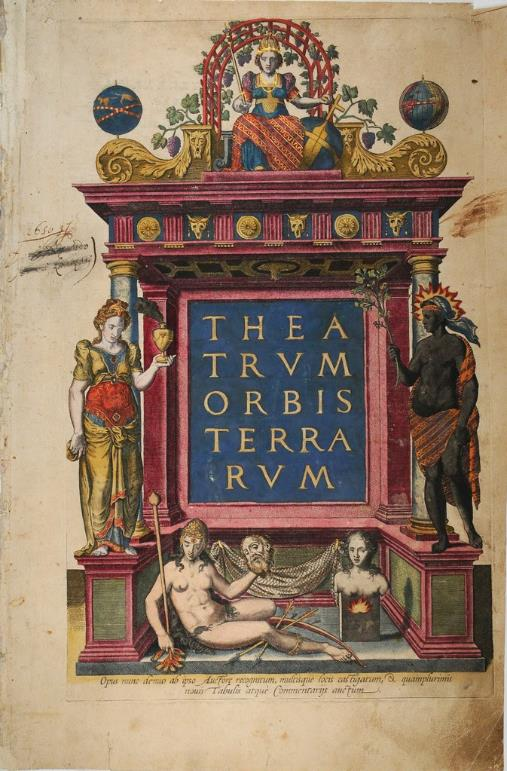 THEA
TRVM
ORBIS
TERRA
RVM
Opus nunc denuo ab ipso Auctore recognitum, multisque locis castigatum, & quamplurimis
nouis Tabulis atque Commentarijs auctum.